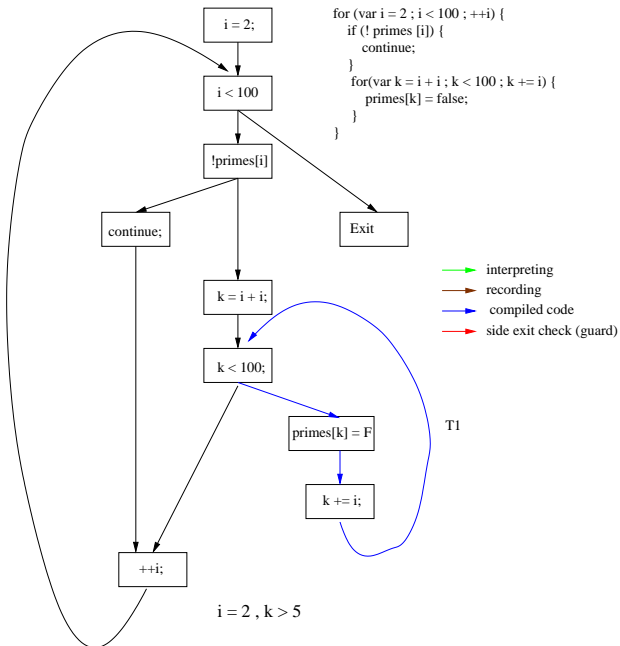 i = 2;
for (var i = 2 ; i < 100 ; ++i) {
if (! primes [i]) {
continue;
}
for(var k = i + i ; k < 100 ; k += i) {
primes[k] = false;
}
}
i < 100
!primes[i]
continue;
Exit
interpreting
recording
compiled code
side exit check (guard)
k = i + i;
k < 100;
primes[k] = F
T1
k += i;
++i;
i = 2 , k > 5